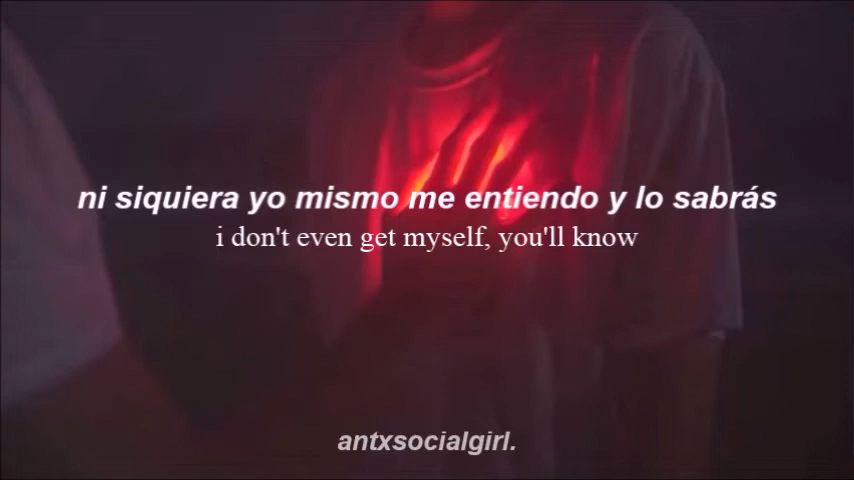 ni siquiera yo mismo me entiendo y lo sabrás
i don't even get myself, you'll know
antxsocialgirl.